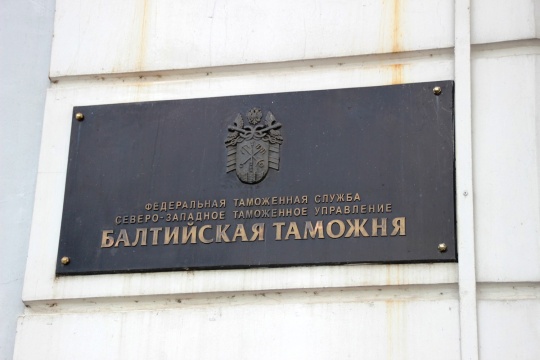 ФЕДЕРАЛЬНАЯ ТАМОЖЕННАЯ СЛУЖБА
СЕВЕРО-ЗАПАДНОЕ ТАМОЖЕННОЕ УПРАВЛЕНИЕ
БАЛТИЙСКАЯ ТАМОЖНЯ